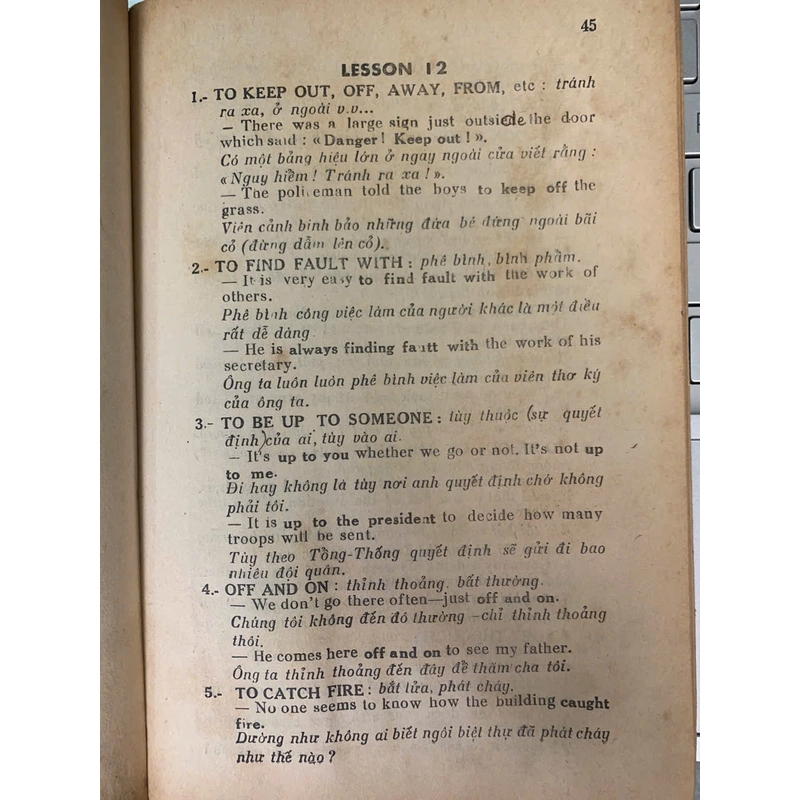 45
LESSON 12
1.- TO KEEP OUT, OFF, AWAY, FROM, etc : tránh
ra xa, ở ngoài v.v...
— There was a large sign just outside the door
which said : « Danger! Keep out ! ».
Có một bảng hiệu lớn ở ngay ngoài cửa viết rằng :
« Nguy hiểm ! Tránh ra xa ! ».
— The policeman told the boys to keep off the
grass.
Viên cảnh binh bảo những đứa bé đứng ngoài bãi
cỏ (đừng dẫm lên cỏ).
2.- TO FIND FAULT WITH : phê bình, bình phẩm.
— It is very easy to find fault with the work of
others.
Phê bình công việc làm của người khác là một điều
rất dễ dàng.
— He is always finding fautt with the work of his
secretary.
Ông ta luôn luôn phê bình việc làm của viên thơ ký
của ông ta.
3.- TO BE UP TO SOMEONE : tùy thuộc (sự quyết
định)của ai, tùy vào ai.
— It's up to you whether we go or not. It's not up
to me.
Đi hay không là tùy nơi anh quyết định chớ không
phải tôi.
— It is up to the president to decide how many
troops will be sent.
Tùy theo Tổng-Thống quyết định sẽ gửi đi bao
nhiêu đội quân.
4.- OFF AND ON : thỉnh thoảng, bất thường.
— We don't go there often—just off and on.
Chúng tôi không đến đó thường —chỉ thỉnh thoảng
thôi.
— He comes here off and on to see my father.
Ông ta thỉnh thoảng đến đây để thăm cha tôi.
5.- TO CATCH FIRE : bắt lửa, phát cháy.
— No one seems to know how the building caught
fire.
Dường như không ai biết ngôi biệt thự đã phát cháy
như thế nào ?